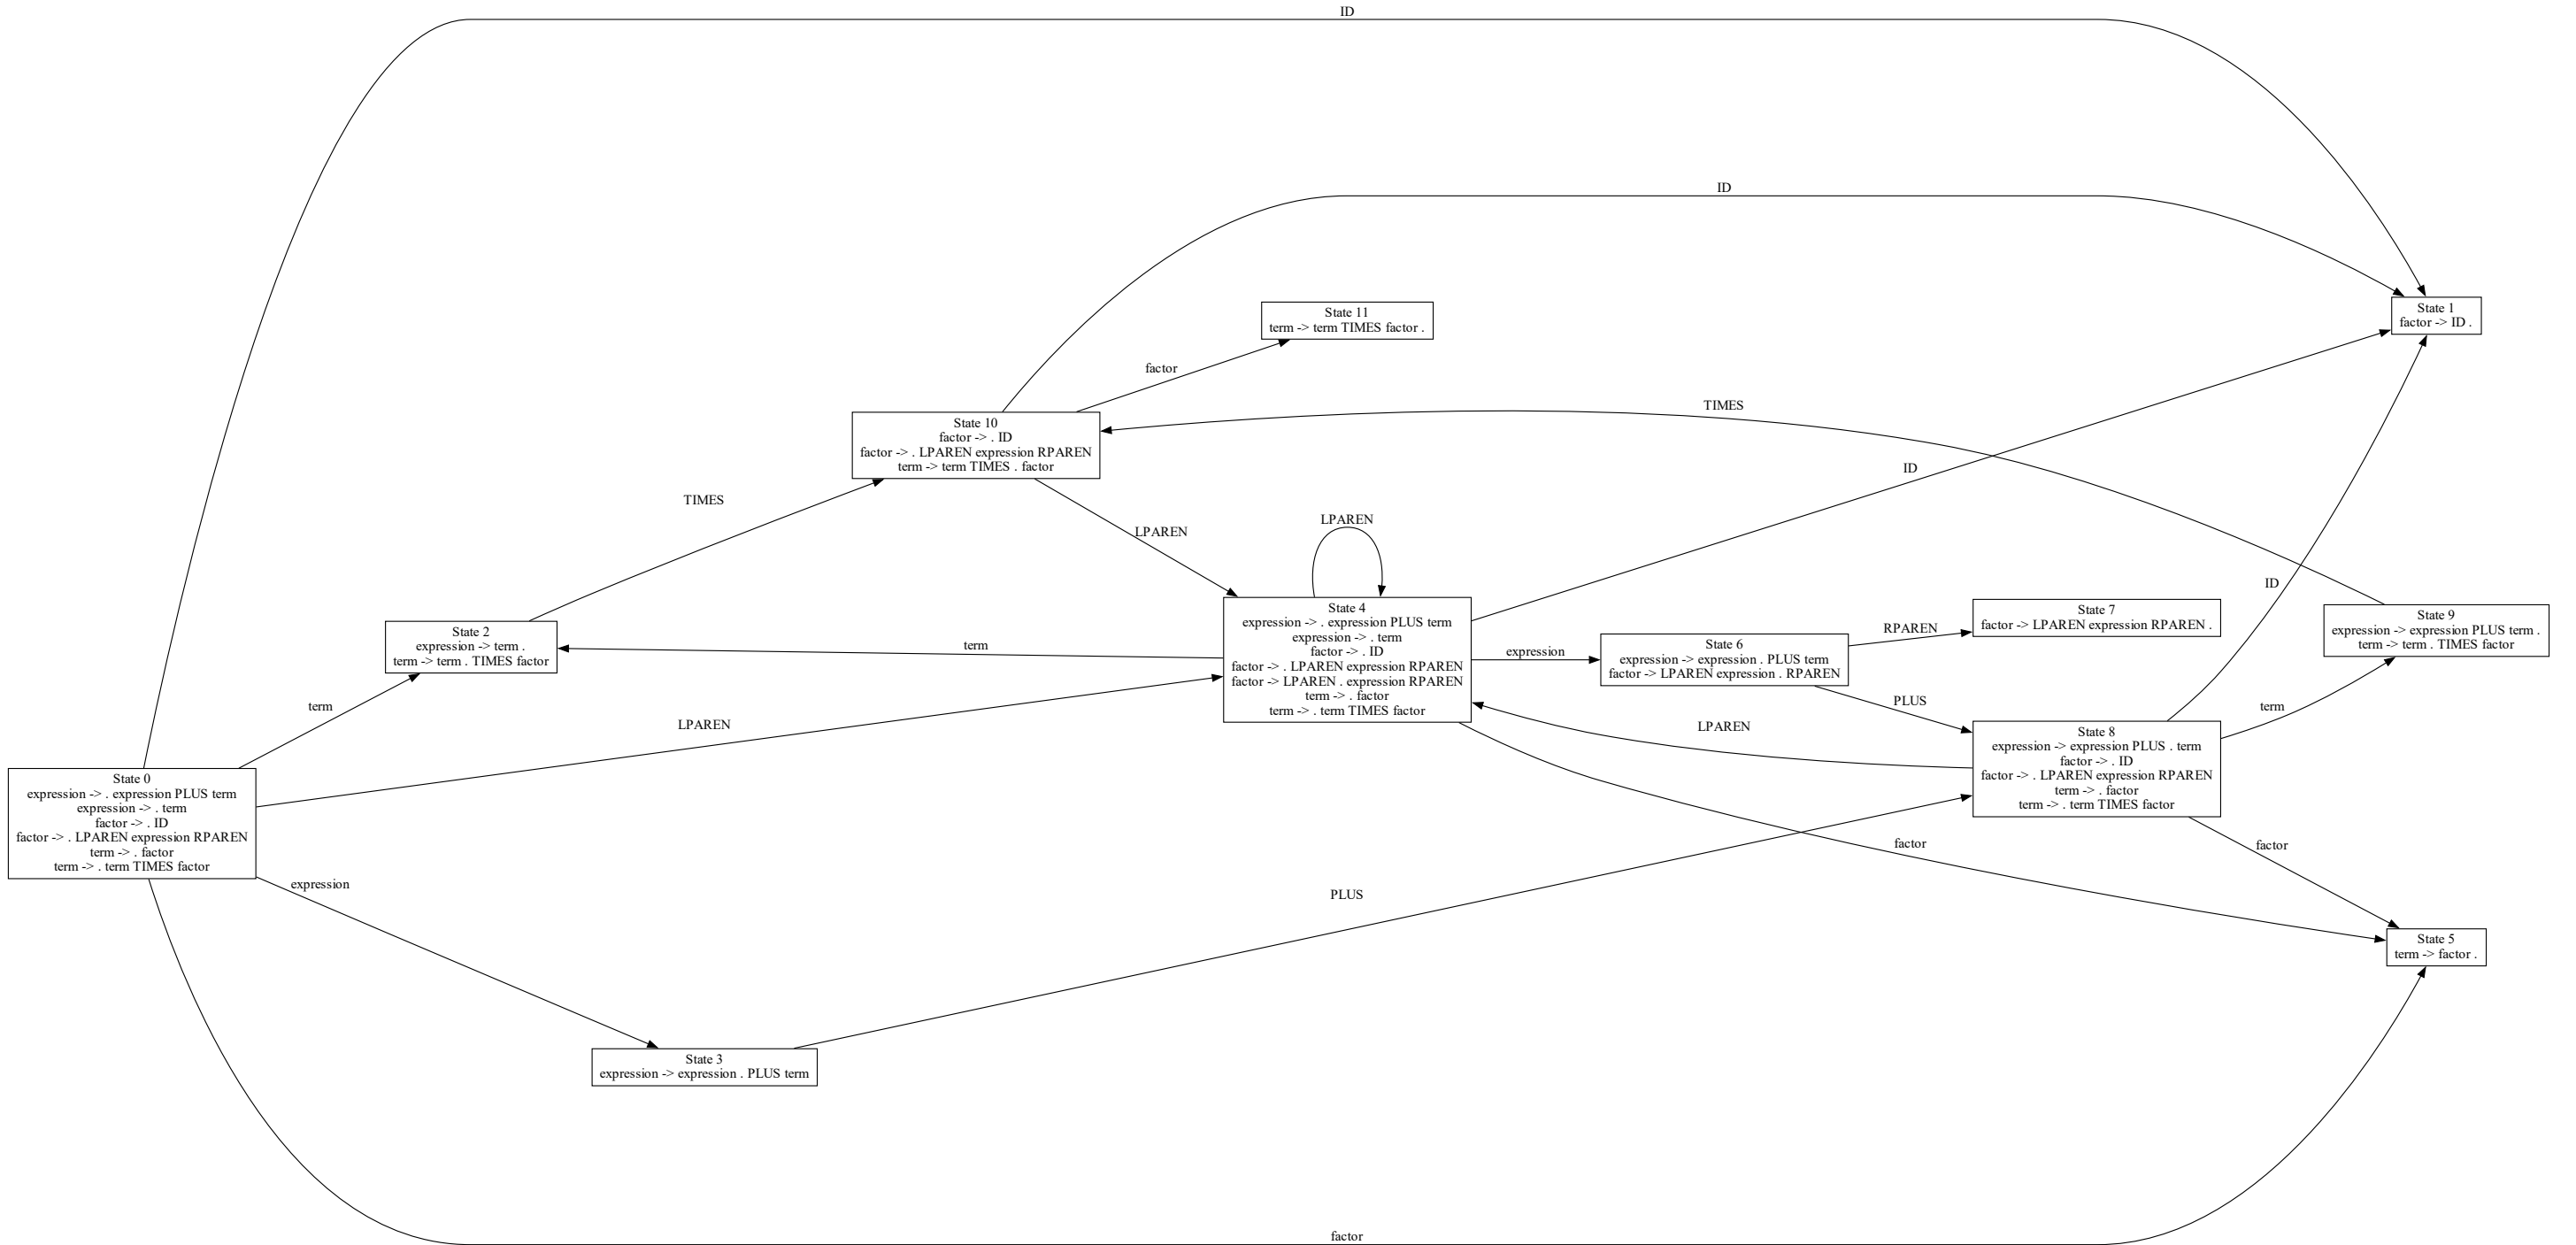 ID
ID
State 11
term -> term TIMES factor .
State 1
factor -> ID .
factor
TIMES
State 10
factor -> . ID
factor -> . LPAREN expression RPAREN
term -> term TIMES . factor
ID
TIMES
LPAREN
LPAREN
ID
State 4
expression -> . expression PLUS term
expression -> . term
factor -> . ID
factor -> . LPAREN expression RPAREN
factor -> LPAREN . expression RPAREN
term -> . factor
term -> . term TIMES factor
State 7
factor -> LPAREN expression RPAREN .
State 9
expression -> expression PLUS term .
term -> term . TIMES factor
State 2
expression -> term .
term -> term . TIMES factor
RPAREN
State 6
expression -> expression . PLUS term
factor -> LPAREN expression . RPAREN
term
expression
PLUS
term
term
LPAREN
LPAREN
State 8
expression -> expression PLUS . term
factor -> . ID
factor -> . LPAREN expression RPAREN
term -> . factor
term -> . term TIMES factor
State 0
expression -> . expression PLUS term
expression -> . term
factor -> . ID
factor -> . LPAREN expression RPAREN
term -> . factor
term -> . term TIMES factor
factor
factor
expression
PLUS
State 5
term -> factor .
State 3
expression -> expression . PLUS term
factor